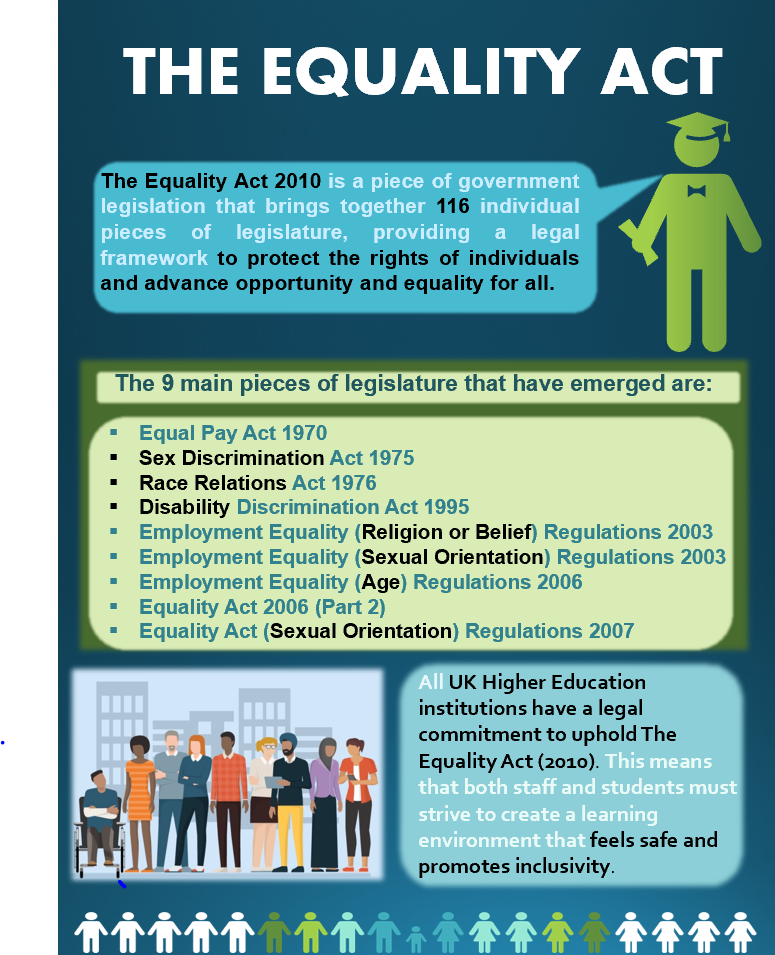 THE EQUALITY ACT
The Equality Act 2010 is a piece of government
legislation that brings together 116 individual
pieces of legislature, providing a legal
framework to protect the rights of individuals
and advance opportunity and equality for all.
The 9 main pieces of legislature that have emerged are:
▪ Equal Pay Act 1970
▪ Sex Discrimination Act 1975
▪ Race Relations Act 1976
▪ Disability Discrimination Act 1995
▪ Employment Equality (Religion or Belief) Regulations 2003
▪ Employment Equality (Sexual Orientation) Regulations 2003
▪ Employment Equality (Age) Regulations 2006
▪ Equality Act 2006 (Part 2)
▪ Equality Act (Sexual Orientation) Regulations 2007
All UK Higher Education
institutions have a legal
commitment to uphold The
Equality Act (2010). This means
that both staff and students must
strive to create a learning
environment that feels safe and
promotes inclusivity.